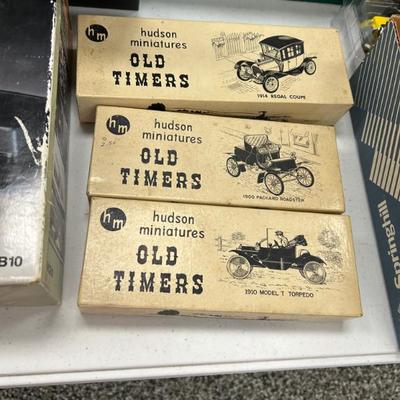 hm
hudson
miniatures
OLD
TIMERS
1914 REGAL COUPE
hm
hudson
miniatures
OLD
TIMERS
1900 PACKARD ROADSTER
hm
hudson
miniatures
OLD
TIMERS
1910 MODEL T TORPEDO
B10
Springhill